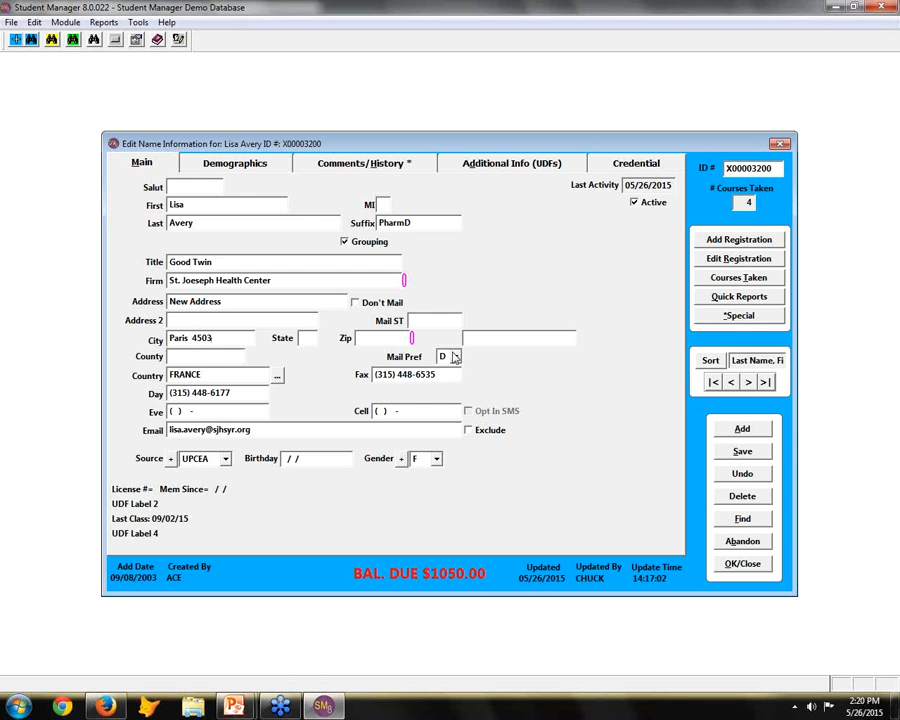 Student Manager 8.0.022 - Student Manager Demo Database
File Edit Module Reports Tools Help
Edit Name Information for: Lisa Avery ID #: X00003200
Main Demographics Comments/History * Additional Info (UDFs) Credential
ID # X00003200
Salut
Last Activity 05/26/2015
# Courses Taken
First Lisa MI
Active
4
Last Avery Suffix PharmD
Grouping
Add Registration
Title Good Twin
Edit Registration
Firm St. Joeseph Health Center
Courses Taken
Address New Address Don't Mail
Quick Reports
Address 2 Mail ST
*Special
City Paris 4503 State Zip
County Mail Pref D
Sort Last Name, Fi
Country FRANCE ... Fax (315) 448-6535
|< < > >|
Day (315) 448-6177
Eve ( ) - Cell ( ) - Opt In SMS
Email lisa.avery@sjhsyr.org Exclude
Add
Save
Source + UPCEA Birthday / / Gender + F
Undo
License #= Mem Since= / /
Delete
UDF Label 2
Last Class: 09/02/15
Find
UDF Label 4
Abandon
OK/Close
Add Date Created By BAL. DUE $1050.00 Updated Updated By Update Time
09/08/2003 ACE 05/26/2015 CHUCK 14:17:02
SM8
2:20 PM
5/26/2015